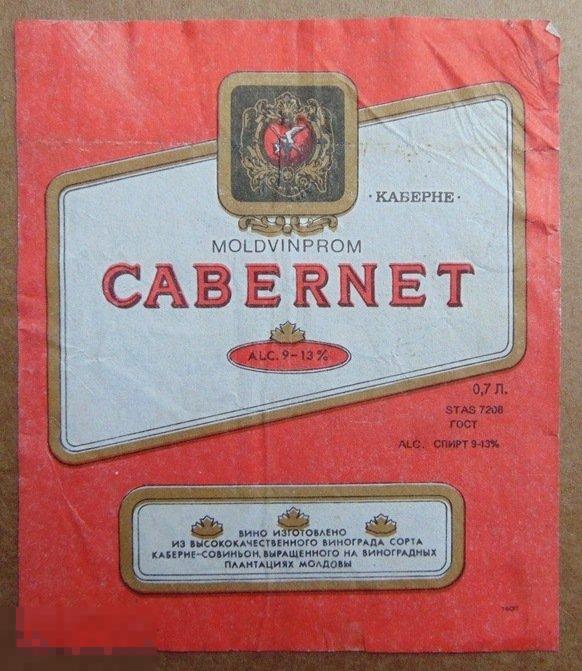 · КАБЕРНЕ ·
MOLDVINPROM
CABERNET
ALC. 9-13%
0,7 Л.
STAS 7208
ГОСТ
ALC. СПИРТ 9-13%
ВИНО ИЗГОТОВЛЕНО
ИЗ ВЫСОКОКАЧЕСТВЕННОГО ВИНОГРАДА СОРТА
КАБЕРНЕ-СОВИНЬОН, ВЫРАЩЕННОГО НА ВИНОГРАДНЫХ
ПЛАНТАЦИЯХ МОЛДОВЫ